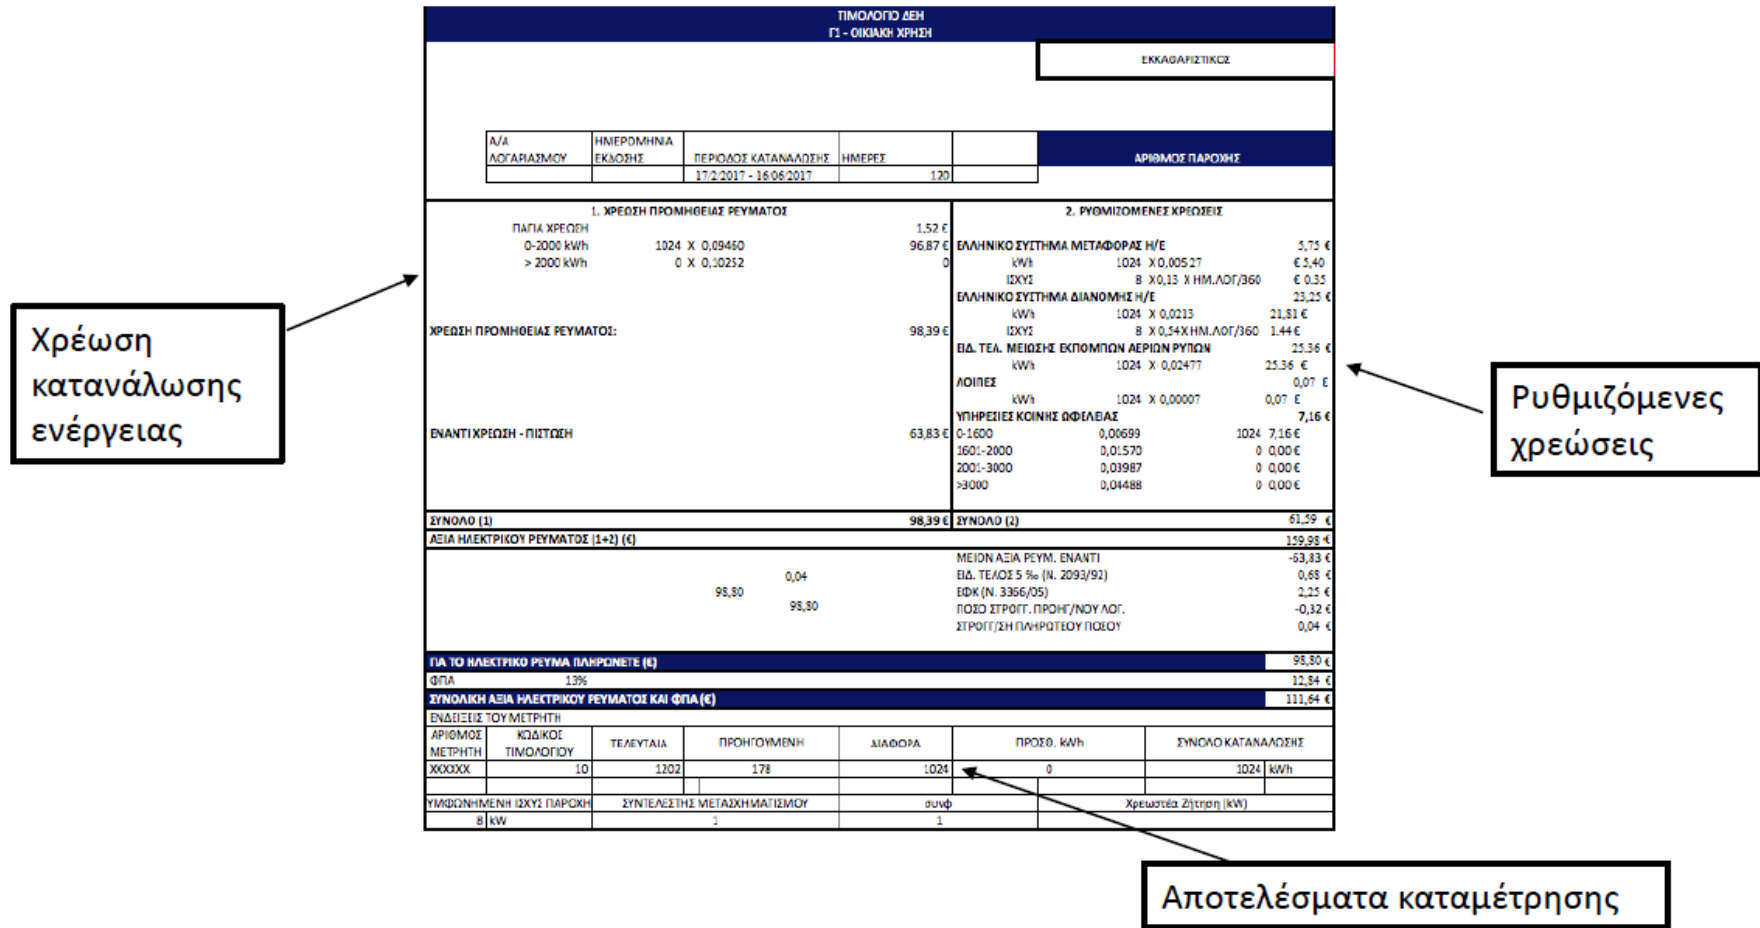 ΤΙΜΟΛΟΓΙΟ ΔΕΗ
Γ1 - ΟΙΚΙΑΚΗ ΧΡΗΣΗ
ΕΚΚΑΘΑΡΙΣΤΙΚΟΣ
Α/Α ΛΟΓΑΡΙΑΣΜΟΥ ΗΜΕΡΟΜΗΝΙΑ ΕΚΔΟΣΗΣ ΠΕΡΙΟΔΟΣ ΚΑΤΑΝΑΛΩΣΗΣ ΗΜΕΡΕΣ ΑΡΙΘΜΟΣ ΠΑΡΟΧΗΣ
17/2/2017 - 16/06/2017 120
1. ΧΡΕΩΣΗ ΠΡΟΜΗΘΕΙΑΣ ΡΕΥΜΑΤΟΣ
ΠΑΓΙΑ ΧΡΕΩΣΗ 1,52 €
0-2000 kWh 1024 X 0,09460 96,87 €
> 2000 kWh 0 X 0,10252 0
ΧΡΕΩΣΗ ΠΡΟΜΗΘΕΙΑΣ ΡΕΥΜΑΤΟΣ: 98,39 €
ΕΝΑΝΤΙ ΧΡΕΩΣΗ - ΠΙΣΤΩΣΗ 63,83 €
ΣΥΝΟΛΟ (1) 98,39 €
2. ΡΥΘΜΙΖΟΜΕΝΕΣ ΧΡΕΩΣΕΙΣ
ΕΛΛΗΝΙΚΟ ΣΥΣΤΗΜΑ ΜΕΤΑΦΟΡΑΣ Η/Ε 5,75 €
kWh 1024 X 0,00527 € 5,40
ΙΣΧΥΣ 8 X 0,13 X ΗΜ.ΛΟΓ/360 € 0.35
ΕΛΛΗΝΙΚΟ ΣΥΣΤΗΜΑ ΔΙΑΝΟΜΗΣ Η/Ε 23,25 €
kWh 1024 X 0,0213 21,81 €
ΙΣΧΥΣ 8 X 0,54 X ΗΜ.ΛΟΓ/360 1.44 €
ΕΙΔ. ΤΕΛ. ΜΕΙΩΣΗΣ ΕΚΠΟΜΠΩΝ ΑΕΡΙΩΝ ΡΥΠΩΝ 25.36 €
kWh 1024 X 0,02477 25.36 €
ΛΟΙΠΕΣ 0,07 €
kWh 1024 X 0,00007 0,07 €
ΥΠΗΡΕΣΙΕΣ ΚΟΙΝΗΣ ΩΦΕΛΕΙΑΣ 7,16 €
0-1600 0,00699 1024 7,16 €
1601-2000 0,01570 0 0,00 €
2001-3000 0,03987 0 0,00 €
>3000 0,04488 0 0,00 €
ΣΥΝΟΛΟ (2) 61,59 €
ΑΞΙΑ ΗΛΕΚΤΡΙΚΟΥ ΡΕΥΜΑΤΟΣ (1+2) (€) 159,98 €
ΜΕΙΟΝ ΑΞΙΑ ΡΕΥΜ. ΕΝΑΝΤΙ -63,83 €
0,04 ΕΙΔ. ΤΕΛΟΣ 5 ‰ (Ν. 2093/92) 0,68 €
98,80 ΕΦΚ (Ν. 3366/05) 2,25 €
98,80 ΠΟΣΟ ΣΤΡΟΓΓ. ΠΡΟΗΓ/ΝΟΥ ΛΟΓ. -0,32 €
ΣΤΡΟΓΓ/ΣΗ ΠΛΗΡΩΤΕΟΥ ΠΟΣΟΥ 0,04 €
ΓΙΑ ΤΟ ΗΛΕΚΤΡΙΚΟ ΡΕΥΜΑ ΠΛΗΡΩΝΕΤΕ (€) 98,80 €
ΦΠΑ 13% 12,84 €
ΣΥΝΟΛΙΚΗ ΑΞΙΑ ΗΛΕΚΤΡΙΚΟΥ ΡΕΥΜΑΤΟΣ ΚΑΙ ΦΠΑ (€) 111,64 €
ΕΝΔΕΙΞΕΙΣ ΤΟΥ ΜΕΤΡΗΤΗ
ΑΡΙΘΜΟΣ ΜΕΤΡΗΤΗ ΚΩΔΙΚΟΣ ΤΙΜΟΛΟΓΙΟΥ ΤΕΛΕΥΤΑΙΑ ΠΡΟΗΓΟΥΜΕΝΗ ΔΙΑΦΟΡΑ ΠΡΟΣΘ. kWh ΣΥΝΟΛΟ ΚΑΤΑΝΑΛΩΣΗΣ
XXXXXX 10 1202 178 1024 0 1024 kWh
ΥΜΦΩΝΗΜΕΝΗ ΙΣΧΥΣ ΠΑΡΟΧΗ ΣΥΝΤΕΛΕΣΤΗΣ ΜΕΤΑΣΧΗΜΑΤΙΣΜΟΥ συνφ Χρεωστέα Ζήτηση (kW)
8 kW 1 1
Χρέωση
κατανάλωσης
ενέργειας
Ρυθμιζόμενες
χρεώσεις
Αποτελέσματα καταμέτρησης